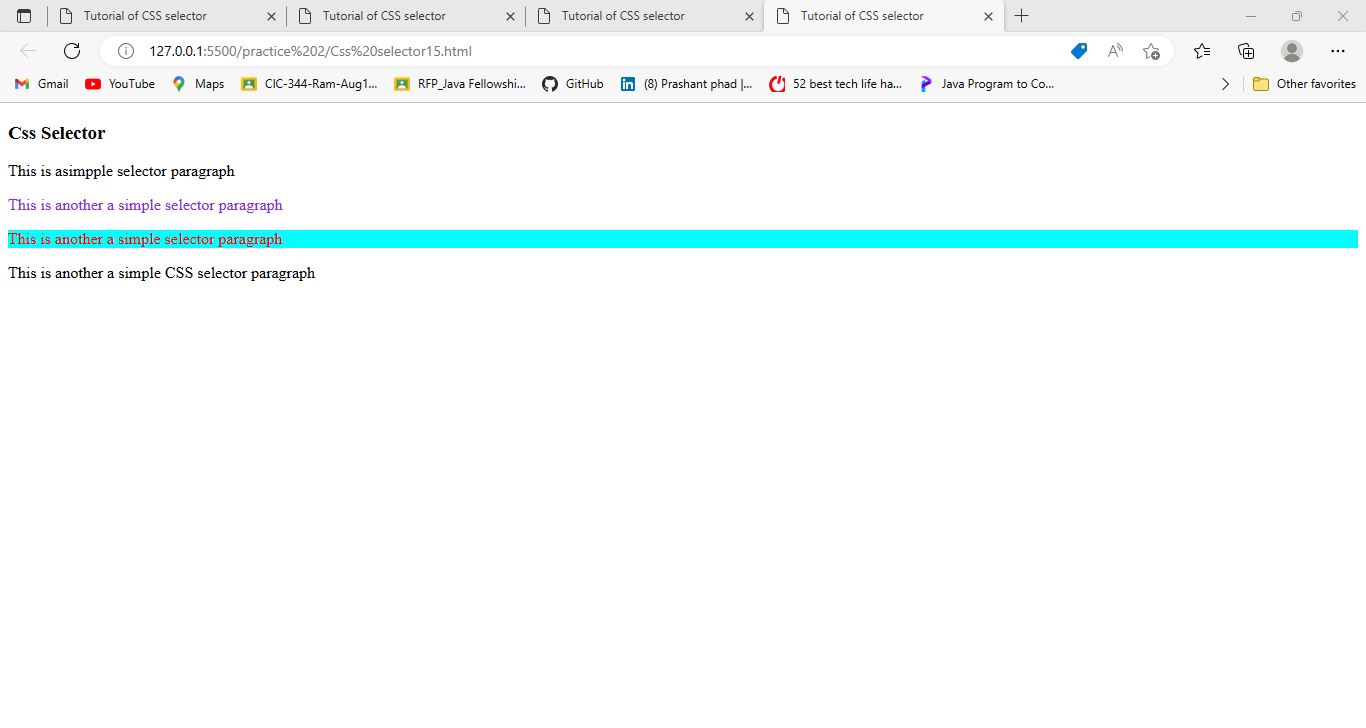 Tutorial of CSS selector Tutorial of CSS selector Tutorial of CSS selector Tutorial of CSS selector
127.0.0.1:5500/practice%202/Css%20selector15.html
Gmail YouTube Maps CIC-344-Ram-Aug1... RFP_Java Fellowshi... GitHub (8) Prashant phad |... 52 best tech life ha... Java Program to Co... Other favorites
Css Selector
This is asimpple selector paragraph
This is another a simple selector paragraph
This is another a simple selector paragraph
This is another a simple CSS selector paragraph